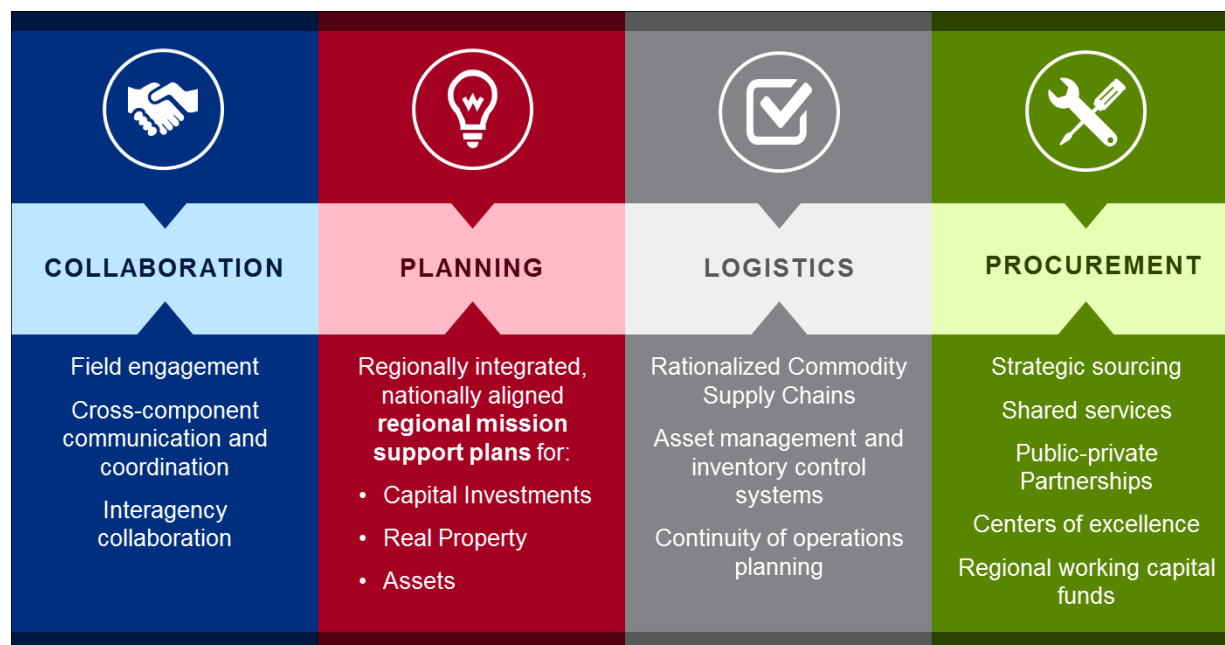 COLLABORATION
Field engagement
Cross-component
communication and
coordination
Interagency
collaboration
PLANNING
Regionally integrated,
nationally aligned
regional mission
support plans for:
• Capital Investments
• Real Property
• Assets
LOGISTICS
Rationalized Commodity
Supply Chains
Asset management and
inventory control
systems
Continuity of operations
planning
PROCUREMENT
Strategic sourcing
Shared services
Public-private
Partnerships
Centers of excellence
Regional working capital
funds